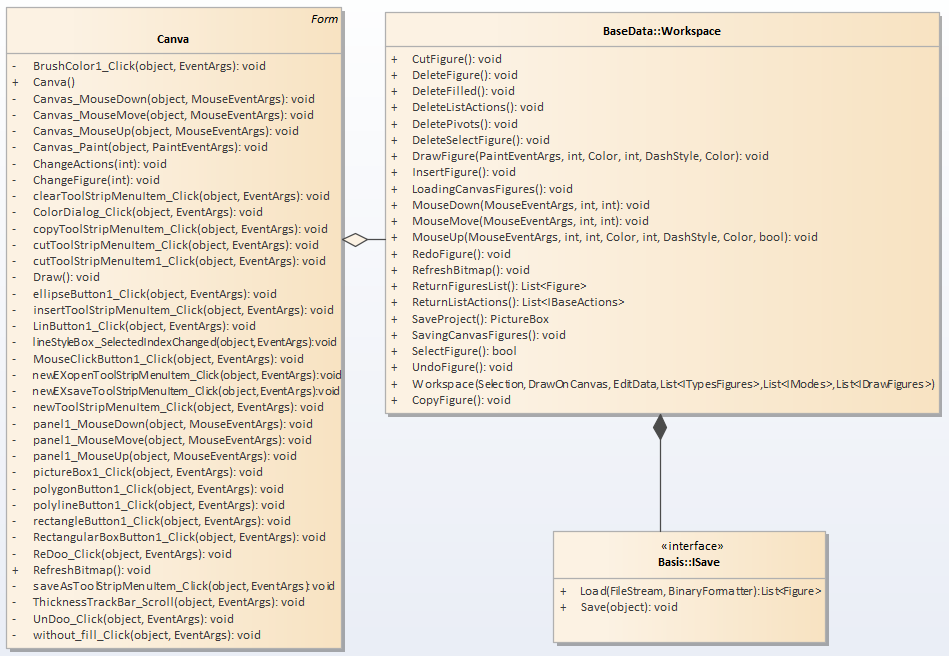 Form
Canva
- BrushColor1_Click(object, EventArgs): void
+ Canva()
- Canvas_MouseDown(object, MouseEventArgs): void
- Canvas_MouseMove(object, MouseEventArgs): void
- Canvas_MouseUp(object, MouseEventArgs): void
- Canvas_Paint(object, PaintEventArgs): void
- ChangeActions(int): void
- ChangeFigure(int): void
- clearToolStripMenuItem_Click(object, EventArgs): void
- ColorDialog_Click(object, EventArgs): void
- copyToolStripMenuItem_Click(object, EventArgs): void
- cutToolStripMenuItem_Click(object, EventArgs): void
- cutToolStripMenuItem1_Click(object, EventArgs): void
- Draw(): void
- ellipseButton1_Click(object, EventArgs): void
- insertToolStripMenuItem_Click(object, EventArgs): void
- LinButton1_Click(object, EventArgs): void
- lineStyleBox_SelectedIndexChanged(object,EventArgs):void
- MouseClickButton1_Click(object, EventArgs): void
- newEXopenToolStripMenuItem_Click(object, EventArgs):void
- newEXsaveToolStripMenuItem_Click(object,EventArgs):void
- newToolStripMenuItem_Click(object, EventArgs): void
- panel1_MouseDown(object, MouseEventArgs): void
- panel1_MouseMove(object, MouseEventArgs): void
- panel1_MouseUp(object, MouseEventArgs): void
- pictureBox1_Click(object, EventArgs): void
- polygonButton1_Click(object, EventArgs): void
- polylineButton1_Click(object, EventArgs): void
- rectangleButton1_Click(object, EventArgs): void
- RectangularBoxButton1_Click(object, EventArgs): void
- ReDoo_Click(object, EventArgs): void
+ RefreshBitmap(): void
- saveAsToolStripMenuItem_Click(object,EventArgs):void
- ThicknessTrackBar_Scroll(object, EventArgs): void
- UnDoo_Click(object, EventArgs): void
- without_fill_Click(object, EventArgs): void
BaseData::Workspace
+ CutFigure(): void
+ DeleteFigure(): void
+ DeleteFilled(): void
+ DeleteListActions(): void
+ DeletePivots(): void
+ DeleteSelectFigure(): void
+ DrawFigure(PaintEventArgs, int, Color, int, DashStyle, Color): void
+ InsertFigure(): void
+ LoadingCanvasFigures(): void
+ MouseDown(MouseEventArgs, int, int): void
+ MouseMove(MouseEventArgs, int, int): void
+ MouseUp(MouseEventArgs, int, int, Color, int, DashStyle, Color, bool): void
+ RedoFigure(): void
+ RefreshBitmap(): void
+ ReturnFiguresList(): List<Figure>
+ ReturnListActions(): List<IBaseActions>
+ SaveProject(): PictureBox
+ SavingCanvasFigures(): void
+ SelectFigure(): bool
+ UndoFigure(): void
+ Workspace(Selection, DrawOnCanvas, EditData,List<ITypesFigures>,List<IModes>,List<IDrawFigures>)
+ CopyFigure(): void
«interface»
Basis::ISave
+ Load(FileStream, BinaryFormatter):List<Figure>
+ Save(object): void